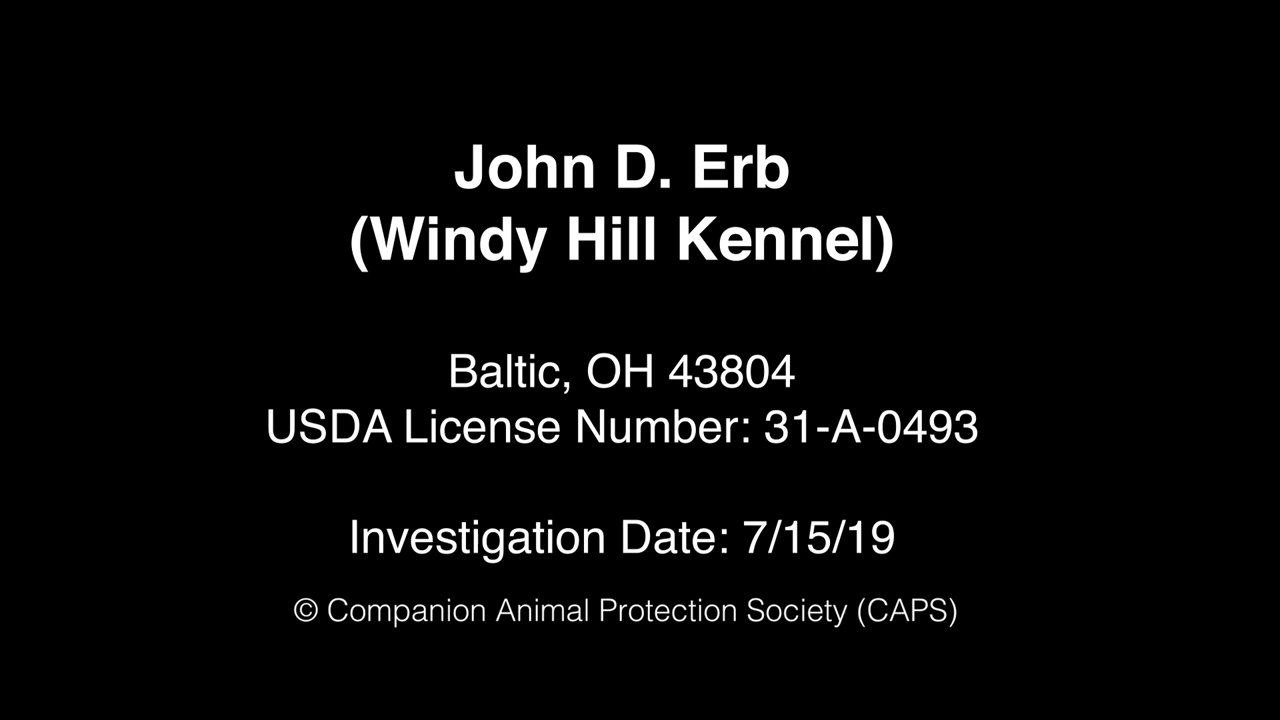 John D. Erb
(Windy Hill Kennel)
Baltic, OH 43804
USDA License Number: 31-A-0493
Investigation Date: 7/15/19
© Companion Animal Protection Society (CAPS)